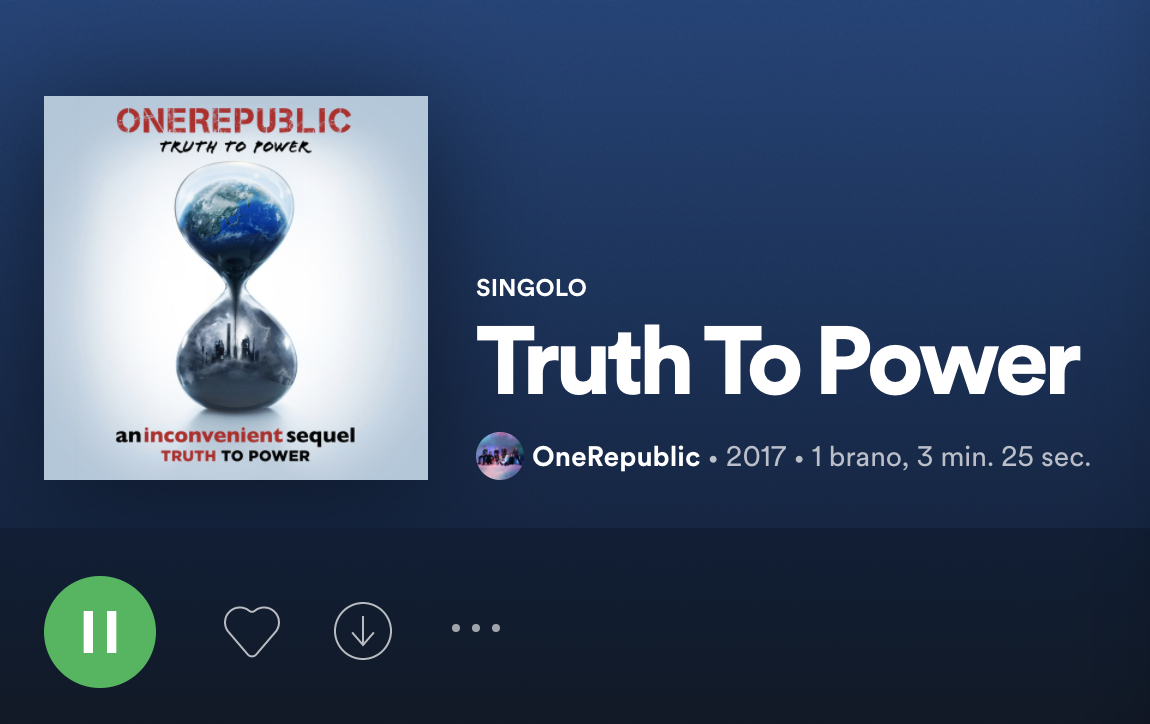 ONEREPUBLIC
TRUTH TO POWER
an inconvenient sequel
TRUTH TO POWER
SINGOLO
Truth To Power
OneRepublic • 2017 • 1 brano, 3 min. 25 sec.